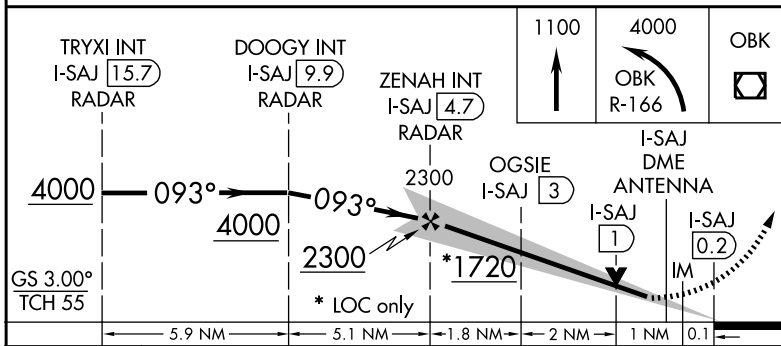 TRYXI INT
I-SAJ 15.7
RADAR
DOOGY INT
I-SAJ 9.9
RADAR
ZENAH INT
I-SAJ 4.7
RADAR
1100
4000
OBK
R-166
OBK
OGSIE
I-SAJ 3
I-SAJ
DME
ANTENNA
I-SAJ
1
I-SAJ
0.2
4000
093°
4000
093°
2300
2300
*1720
IM
GS 3.00°
TCH 55
* LOC only
5.9 NM
5.1 NM
1.8 NM
2 NM
1 NM
0.1